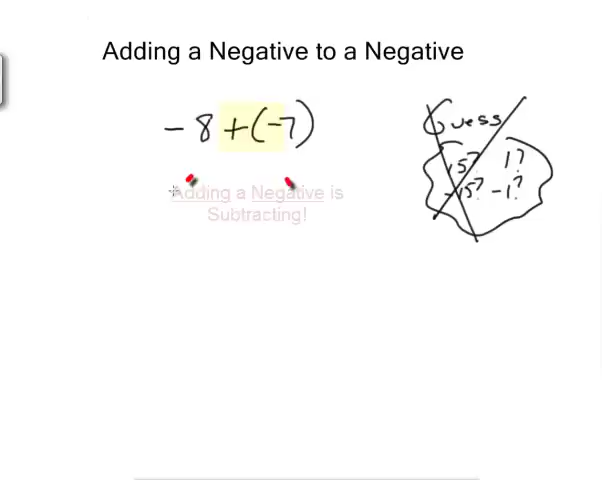 Adding a Negative to a Negative
- 8 + (-7)
Guess
15? 1?
-15? -1?
Adding a Negative is
Subtracting!